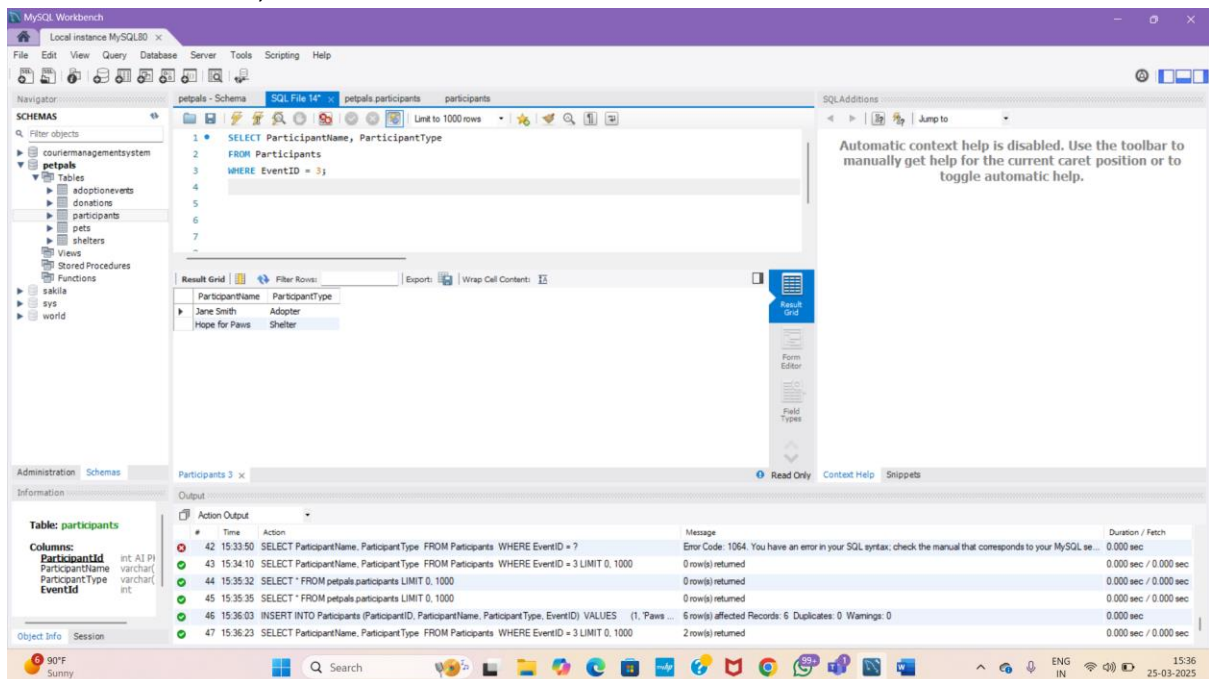 MySQL Workbench
Local instance MySQL80 ×
File Edit View Query Database Server Tools Scripting Help
Navigator
SCHEMAS
Filter objects
couriermanagementsystem
petpals
Tables
adoptionevents
donations
participants
pets
shelters
Views
Stored Procedures
Functions
sakila
sys
world
Administration Schemas
Information
Table: participants
Columns:
ParticipantId int AI PI
ParticipantName varchar(
ParticipantType varchar(
EventId int
Object Info Session
petpals - Schema SQL File 14* × petpals.participants participants
Limit to 1000 rows
1 SELECT ParticipantName, ParticipantType
2 FROM Participants
3 WHERE EventID = 3;
4
5
6
7
Result Grid Filter Rows: Export: Wrap Cell Content:
ParticipantName ParticipantType
Jane Smith Adopter
Hope for Paws Shelter
Result Grid
Form Editor
Field Types
Participants 3 × Read Only
SQLAdditions
Jump to
Automatic context help is disabled. Use the toolbar to
manually get help for the current caret position or to
toggle automatic help.
Context Help Snippets
Output
Action Output
# Time Action Message Duration / Fetch
42 15:33:50 SELECT ParticipantName, ParticipantType FROM Participants WHERE EventID = ? Error Code: 1064. You have an error in your SQL syntax; check the manual that corresponds to your MySQL se... 0.000 sec
43 15:34:10 SELECT ParticipantName, ParticipantType FROM Participants WHERE EventID = 3 LIMIT 0, 1000 0 row(s) returned 0.000 sec / 0.000 sec
44 15:35:32 SELECT * FROM petpals.participants LIMIT 0, 1000 0 row(s) returned 0.000 sec / 0.000 sec
45 15:35:35 SELECT * FROM petpals.participants LIMIT 0, 1000 0 row(s) returned 0.000 sec / 0.000 sec
46 15:36:03 INSERT INTO Participants (ParticipantID, ParticipantName, ParticipantType, EventID) VALUES (1, 'Paws ... 6 row(s) affected Records: 6 Duplicates: 0 Warnings: 0 0.000 sec
47 15:36:23 SELECT ParticipantName, ParticipantType FROM Participants WHERE EventID = 3 LIMIT 0, 1000 2 row(s) returned 0.000 sec / 0.000 sec
6
90°F
Sunny
Search
99+
ENG
IN
15:36
25-03-2025